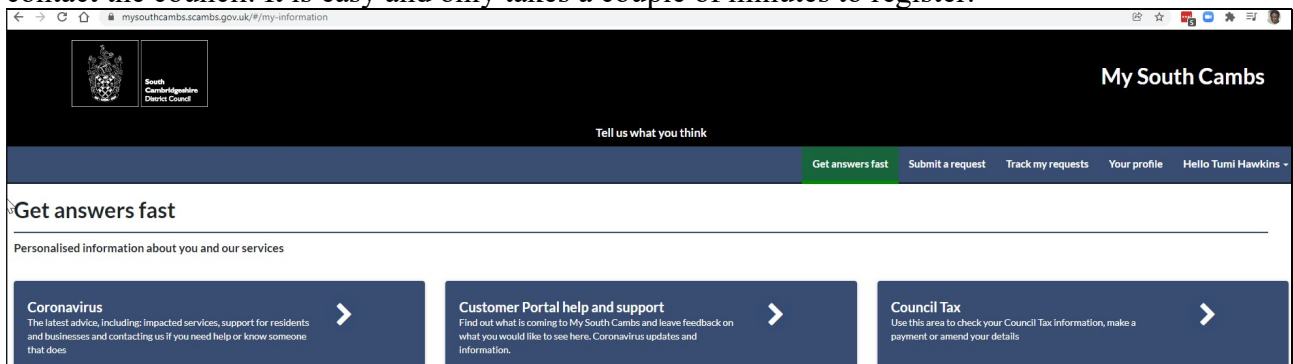 contact the council. It is easy and only takes a couple of minutes to register.
mysouthcambs.scambs.gov.uk/#/my-information
5
South
Cambridgeshire
District Council
My South Cambs
Tell us what you think
Get answers fast Submit a request Track my requests Your profile Hello Tumi Hawkins
Get answers fast
Personalised information about you and our services
Coronavirus
The latest advice, including: impacted services, support for residents
and businesses and contacting us if you need help or know someone
that does
Customer Portal help and support
Find out what is coming to My South Cambs and leave feedback on
what you would like to see here. Coronavirus updates and
information.
Council Tax
Use this area to check your Council Tax information, make a
payment or amend your details